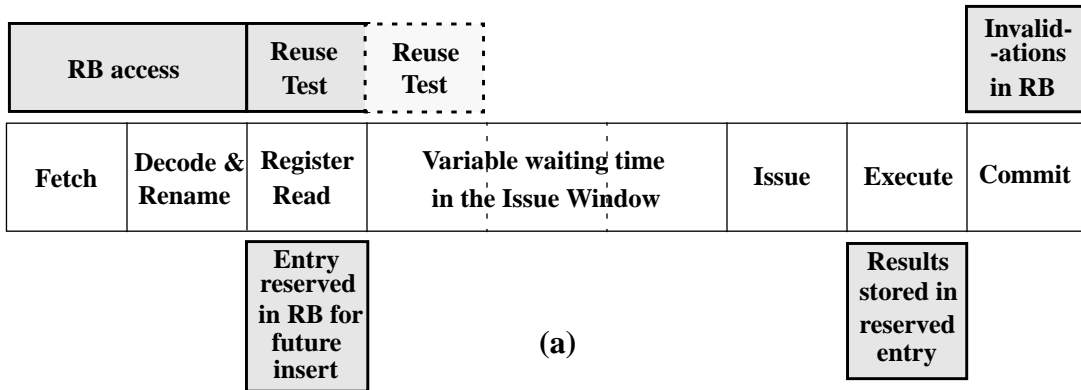 RB access
Reuse
Test
Reuse
Test
Invalid-
-ations
in RB
Fetch
Decode &
Rename
Register
Read
Variable waiting time
in the Issue Window
Issue
Execute
Commit
Entry
reserved
in RB for
future
insert
Results
stored in
reserved
entry
(a)